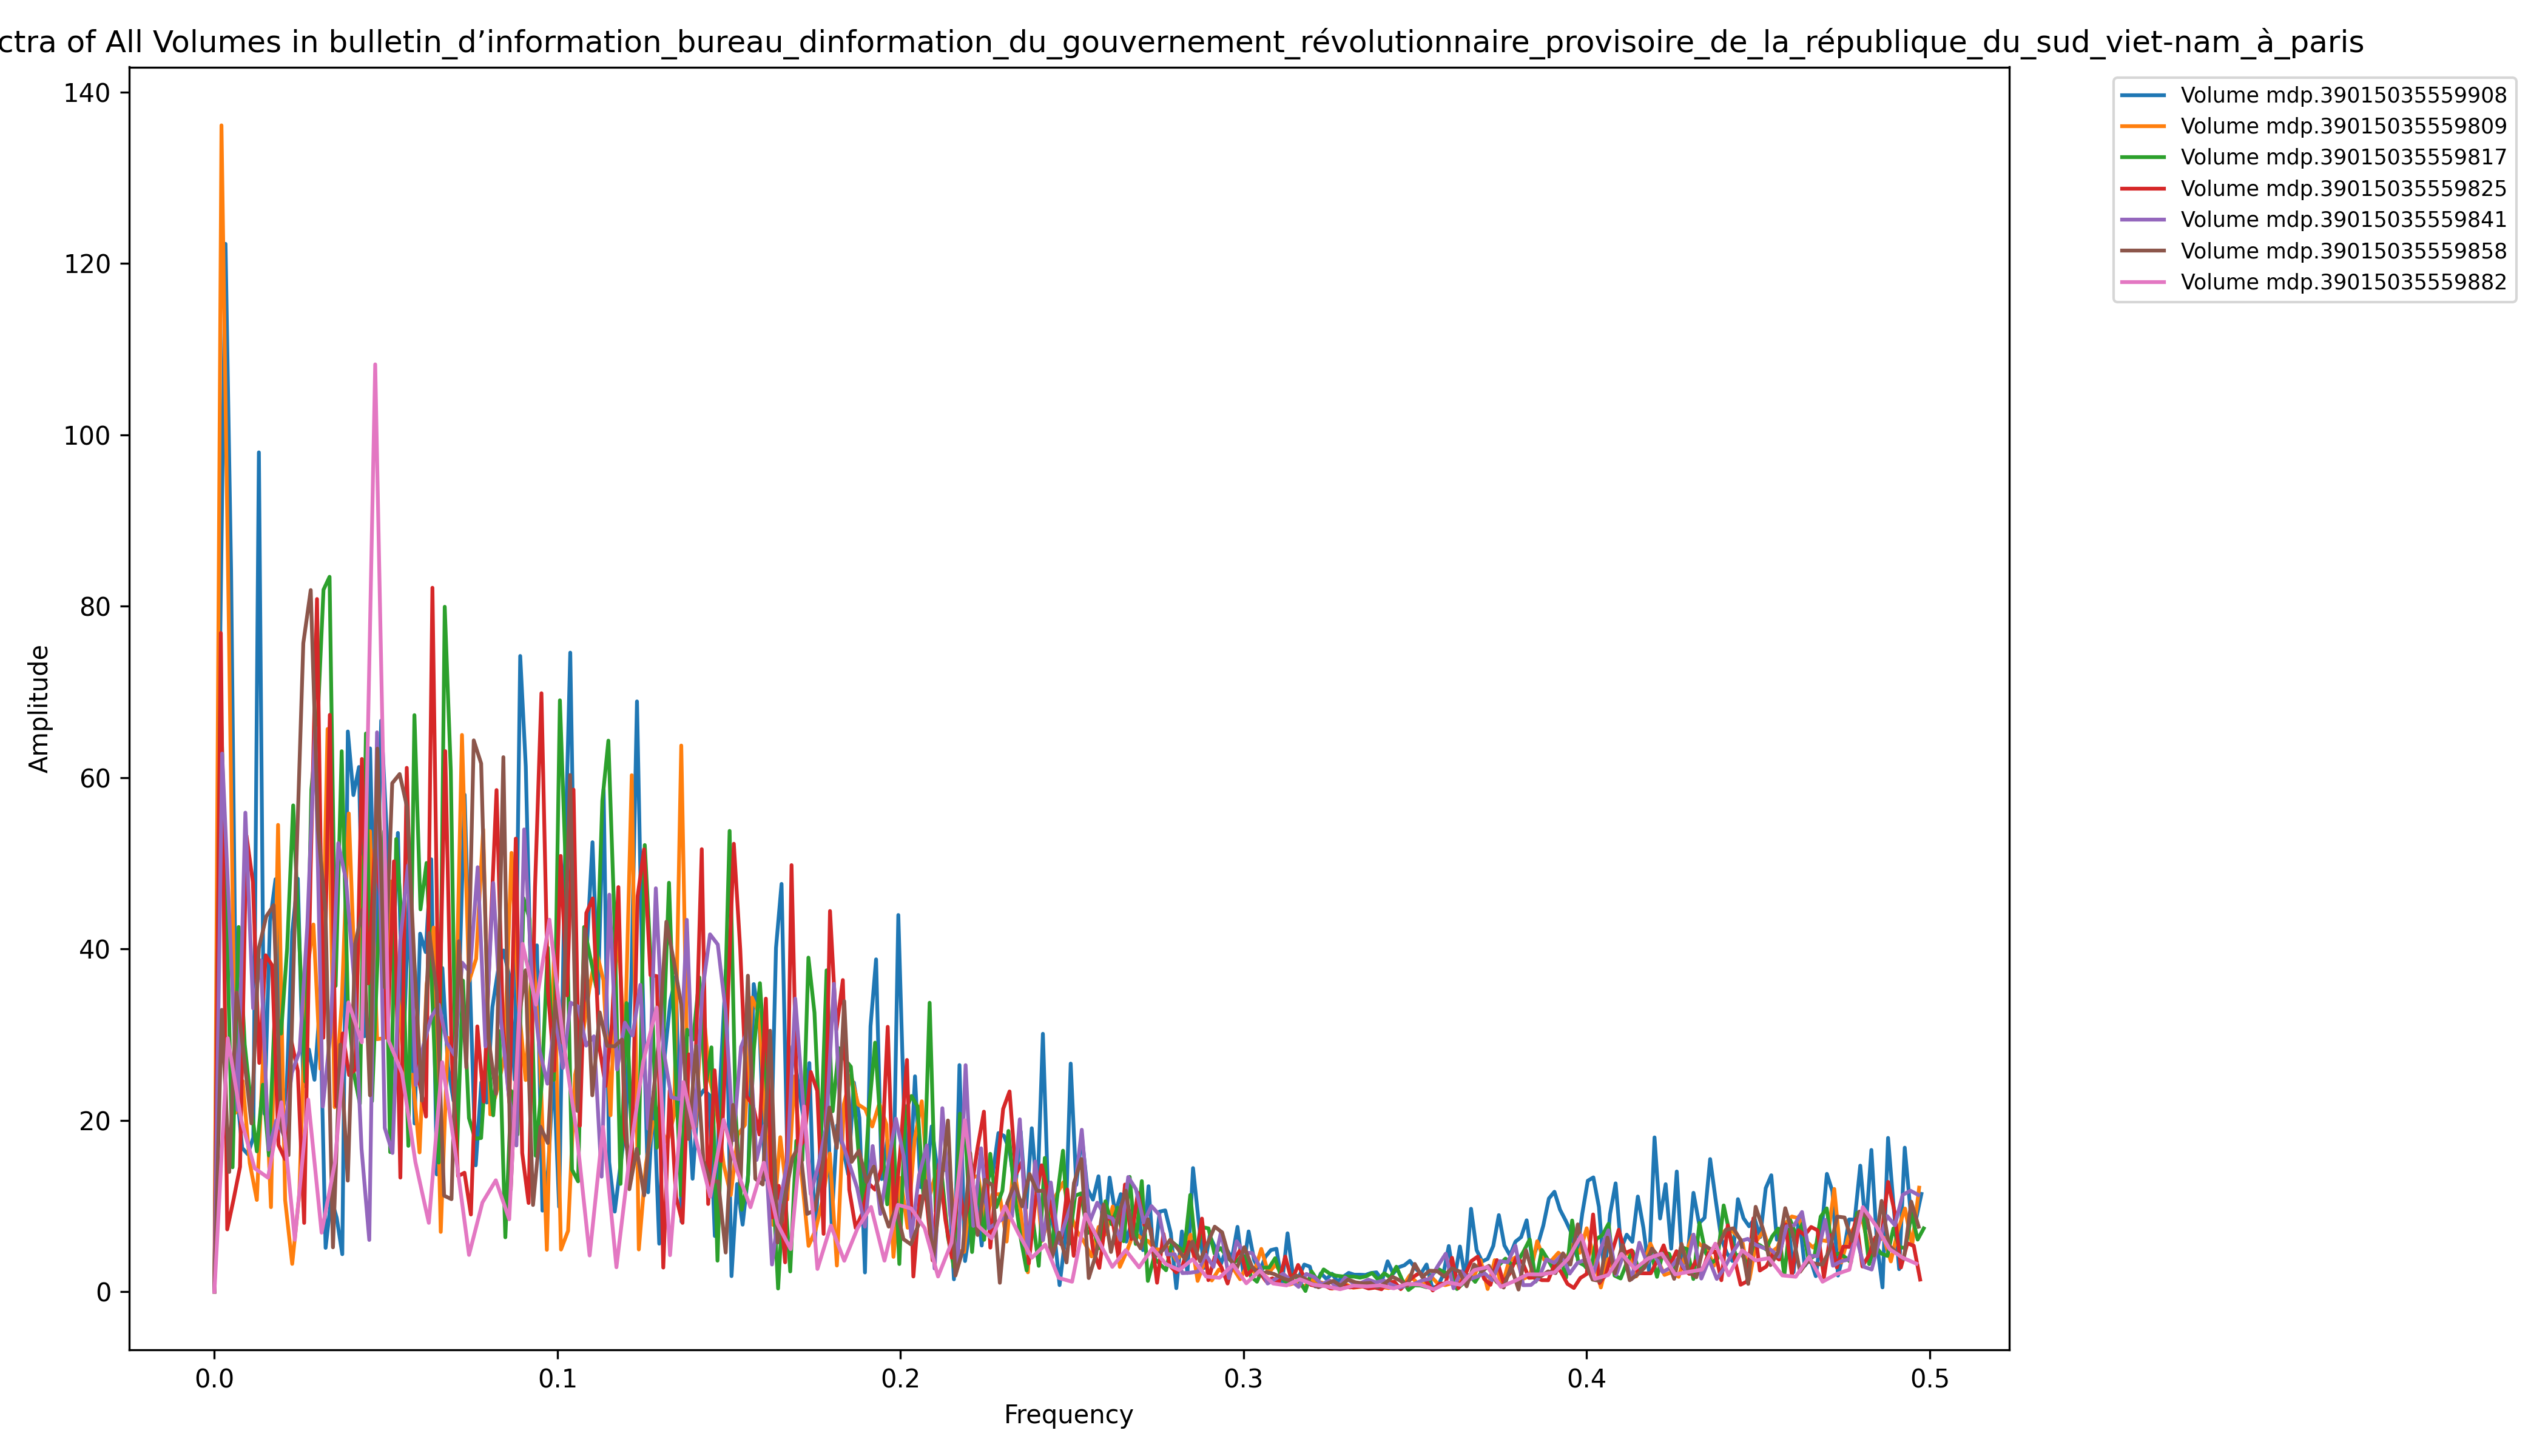 ctra of All Volumes in bulletin_d’information_bureau_dinformation_du_gouvernement_révolutionnaire_provisoire_de_la_république_du_sud_viet-nam_à_paris
Volume mdp.39015035559908
Volume mdp.39015035559809
Volume mdp.39015035559817
Volume mdp.39015035559825
Volume mdp.39015035559841
Volume mdp.39015035559858
Volume mdp.39015035559882
Amplitude
140
120
100
80
60
40
20
0
0.0 0.1 0.2 0.3 0.4 0.5
Frequency